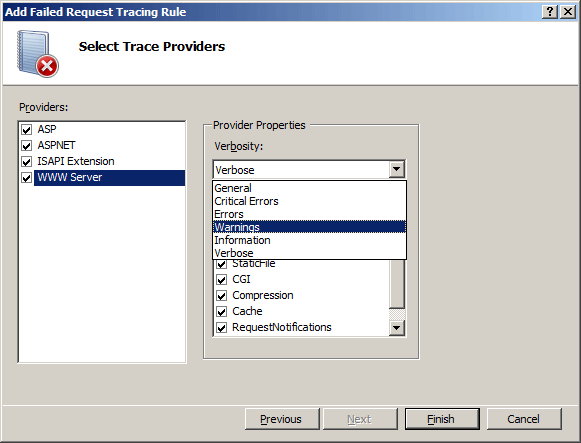 Add Failed Request Tracing Rule
Select Trace Providers
Providers:
ASP
ASPNET
ISAPI Extension
WWW Server
Provider Properties
Verbosity:
Verbose
General
Critical Errors
Errors
Warnings
Information
Verbose
StaticFile
CGI
Compression
Cache
RequestNotifications
Previous
Next
Finish
Cancel